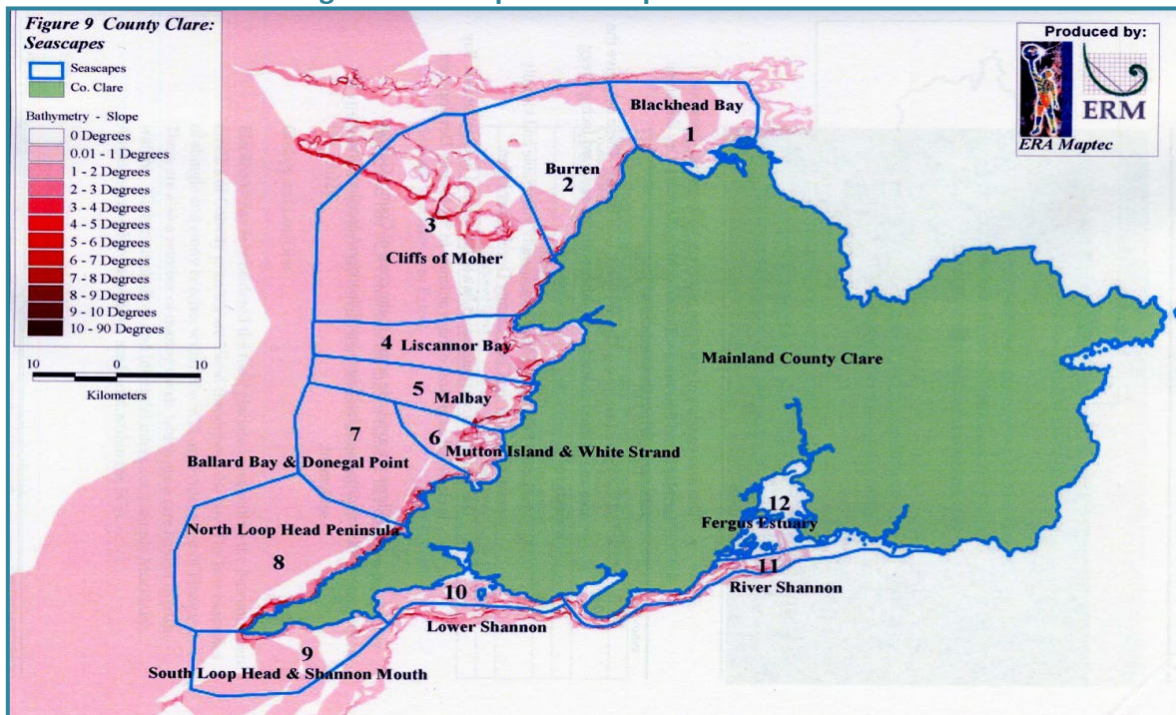 Figure 9 County Clare:
Seascapes
Seascapes
Co. Clare
Bathymetry - Slope
0 Degrees
0.01 - 1 Degrees
1 - 2 Degrees
2 - 3 Degrees
3 - 4 Degrees
4 - 5 Degrees
5 - 6 Degrees
6 - 7 Degrees
7 - 8 Degrees
8 - 9 Degrees
9 - 10 Degrees
10 - 90 Degrees
10 0 10
Kilometers
Produced by:
ERM
ERA Maptec
Blackhead Bay
1
Burren
2
3
Cliffs of Moher
4 Liscannor Bay
5 Malbay
6
Mutton Island & White Strand
7
Ballard Bay & Donegal Point
North Loop Head Peninsula
8
9
South Loop Head & Shannon Mouth
10
Lower Shannon
11
River Shannon
12
Fergus Estuary
Mainland County Clare